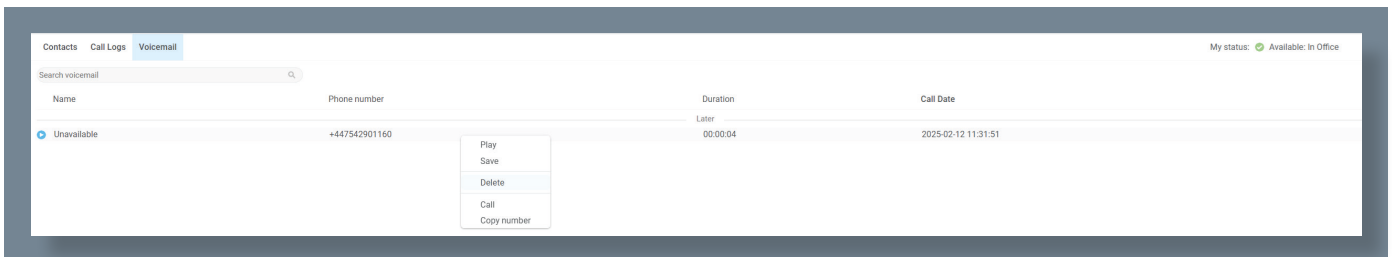 Contacts Call Logs Voicemail My status: Available: In Office
Search voicemail
Name Phone number Duration Call Date
Later
Unavailable +447542901160 00:00:04 2025-02-12 11:31:51
Play
Save
Delete
Call
Copy number